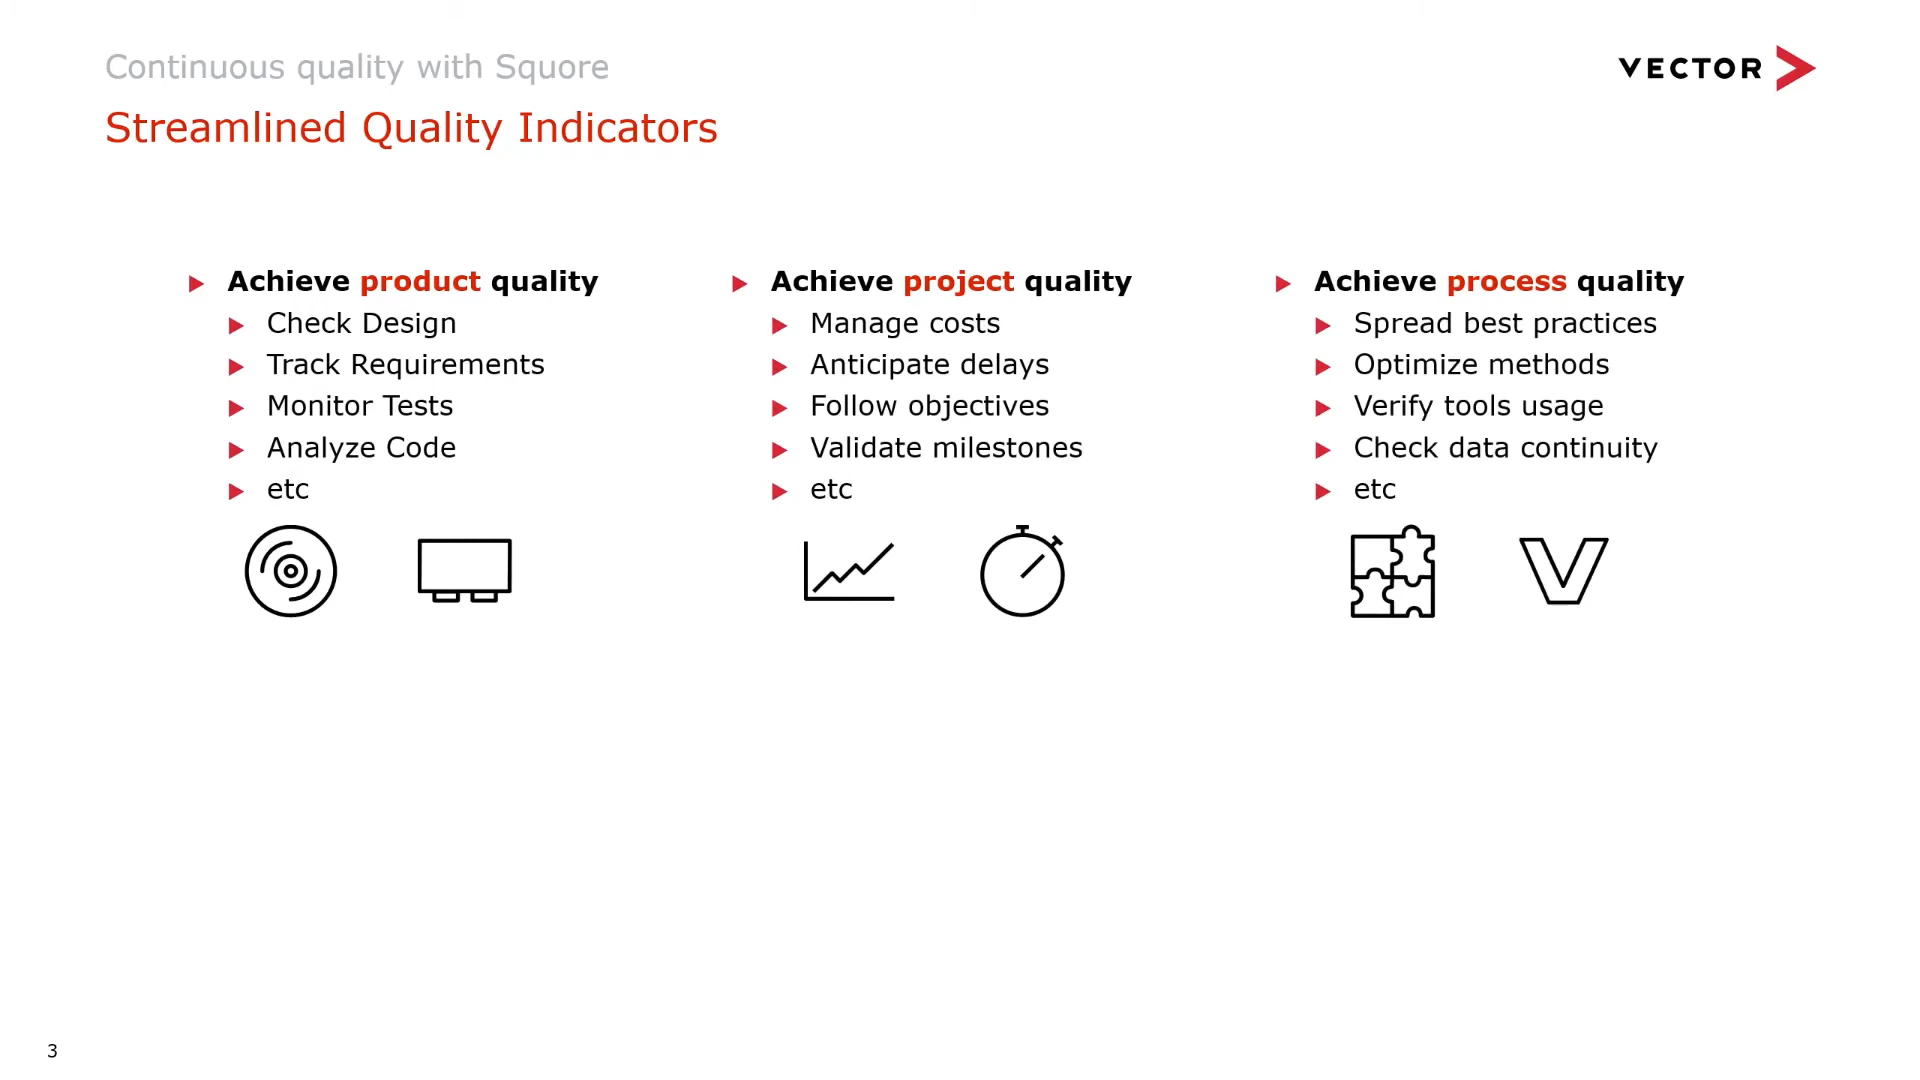 Continuous quality with Squore
Streamlined Quality Indicators
VECTOR
Achieve product quality
Check Design
Track Requirements
Monitor Tests
Analyze Code
etc
Achieve project quality
Manage costs
Anticipate delays
Follow objectives
Validate milestones
etc
Achieve process quality
Spread best practices
Optimize methods
Verify tools usage
Check data continuity
etc
3